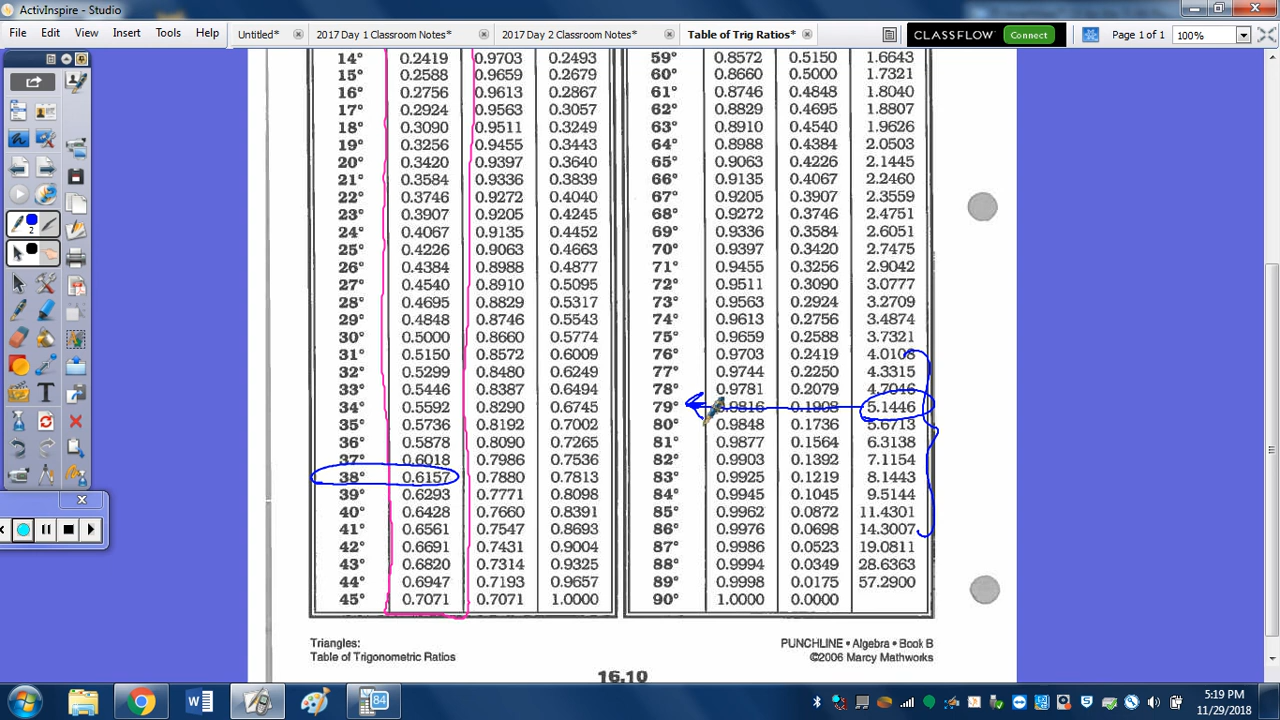 ActivInspire - Studio
File Edit View Insert Tools Help Untitled* 2017 Day 1 Classroom Notes* 2017 Day 2 Classroom Notes* Table of Trig Ratios* CLASSFLOW Connect Page 1 of 1 100%
14° 0.2419 0.9703 0.2493 59° 0.8572 0.5150 1.6643
15° 0.2588 0.9659 0.2679 60° 0.8660 0.5000 1.7321
16° 0.2756 0.9613 0.2867 61° 0.8746 0.4848 1.8040
17° 0.2924 0.9563 0.3057 62° 0.8829 0.4695 1.8807
18° 0.3090 0.9511 0.3249 63° 0.8910 0.4540 1.9626
19° 0.3256 0.9455 0.3443 64° 0.8988 0.4384 2.0503
20° 0.3420 0.9397 0.3640 65° 0.9063 0.4226 2.1445
21° 0.3584 0.9336 0.3839 66° 0.9135 0.4067 2.2460
22° 0.3746 0.9272 0.4040 67° 0.9205 0.3907 2.3559
23° 0.3907 0.9205 0.4245 68° 0.9272 0.3746 2.4751
24° 0.4067 0.9135 0.4452 69° 0.9336 0.3584 2.6051
25° 0.4226 0.9063 0.4663 70° 0.9397 0.3420 2.7475
26° 0.4384 0.8988 0.4877 71° 0.9455 0.3256 2.9042
27° 0.4540 0.8910 0.5095 72° 0.9511 0.3090 3.0777
28° 0.4695 0.8829 0.5317 73° 0.9563 0.2924 3.2709
29° 0.4848 0.8746 0.5543 74° 0.9613 0.2756 3.4874
30° 0.5000 0.8660 0.5774 75° 0.9659 0.2588 3.7321
31° 0.5150 0.8572 0.6009 76° 0.9703 0.2419 4.0108
32° 0.5299 0.8480 0.6249 77° 0.9744 0.2250 4.3315
33° 0.5446 0.8387 0.6494 78° 0.9781 0.2079 4.7046
34° 0.5592 0.8290 0.6745 79° 0.9816 0.1908 5.1446
35° 0.5736 0.8192 0.7002 80° 0.9848 0.1736 5.6713
36° 0.5878 0.8090 0.7265 81° 0.9877 0.1564 6.3138
37° 0.6018 0.7986 0.7536 82° 0.9903 0.1392 7.1154
38° 0.6157 0.7880 0.7813 83° 0.9925 0.1219 8.1443
39° 0.6293 0.7771 0.8098 84° 0.9945 0.1045 9.5144
40° 0.6428 0.7660 0.8391 85° 0.9962 0.0872 11.4301
41° 0.6561 0.7547 0.8693 86° 0.9976 0.0698 14.3007
42° 0.6691 0.7431 0.9004 87° 0.9986 0.0523 19.0811
43° 0.6820 0.7314 0.9325 88° 0.9994 0.0349 28.6363
44° 0.6947 0.7193 0.9657 89° 0.9998 0.0175 57.2900
45° 0.7071 0.7071 1.0000 90° 1.0000 0.0000
Triangles: PUNCHLINE • Algebra • Book B
Table of Trigonometric Ratios ©2006 Marcy Mathworks
16.10
2
T
84
5:19 PM
11/29/2018